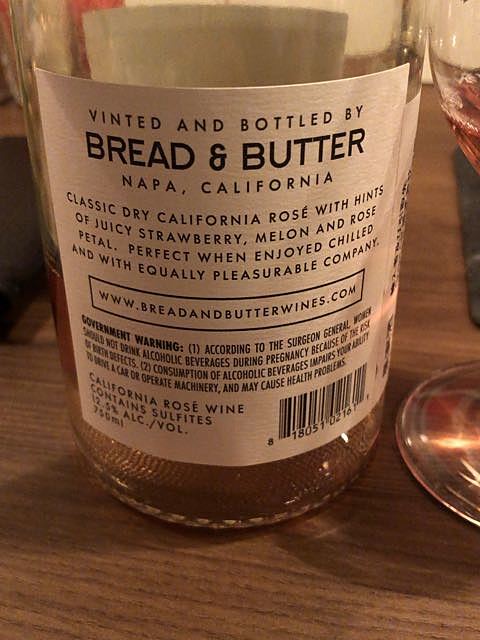 VINTED AND BOTTLED BY
BREAD & BUTTER
NAPA, CALIFORNIA
CLASSIC DRY CALIFORNIA ROSÉ WITH HINTS
OF JUICY STRAWBERRY, MELON AND ROSE
PETAL. PERFECT WHEN ENJOYED CHILLED
AND WITH EQUALLY PLEASURABLE COMPANY.
WWW.BREADANDBUTTERWINES.COM
GOVERNMENT WARNING: (1) ACCORDING TO THE SURGEON GENERAL, WOMEN
SHOULD NOT DRINK ALCOHOLIC BEVERAGES DURING PREGNANCY BECAUSE OF THE RISK
OF BIRTH DEFECTS. (2) CONSUMPTION OF ALCOHOLIC BEVERAGES IMPAIRS YOUR ABILITY
TO DRIVE A CAR OR OPERATE MACHINERY, AND MAY CAUSE HEALTH PROBLEMS.
CALIFORNIA ROSÉ WINE
CONTAINS SULFITES
12.5% ALC./VOL.
750ml